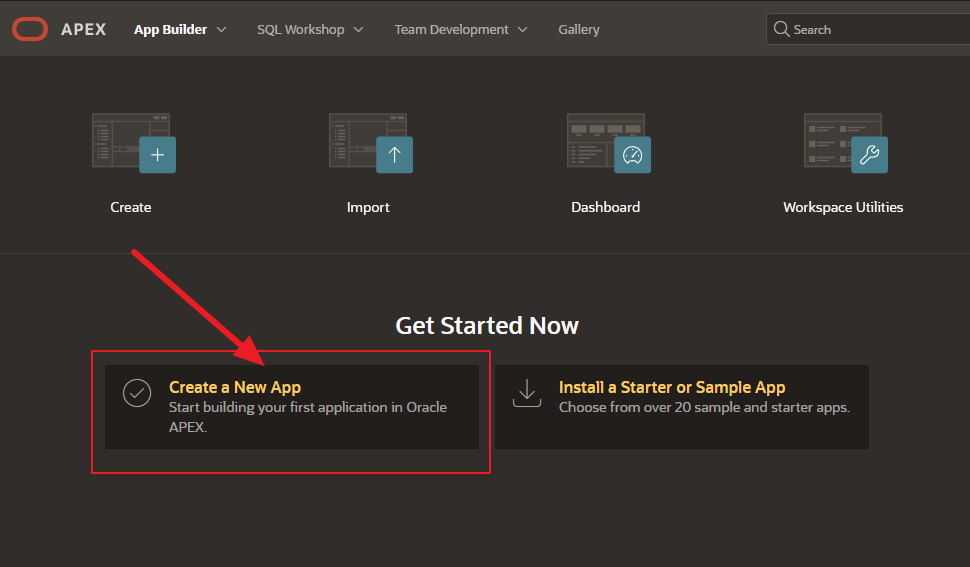 APEX App Builder SQL Workshop Team Development Gallery Search
Create Import Dashboard Workspace Utilities
Get Started Now
Create a New App
Start building your first application in Oracle
APEX.
Install a Starter or Sample App
Choose from over 20 sample and starter apps.